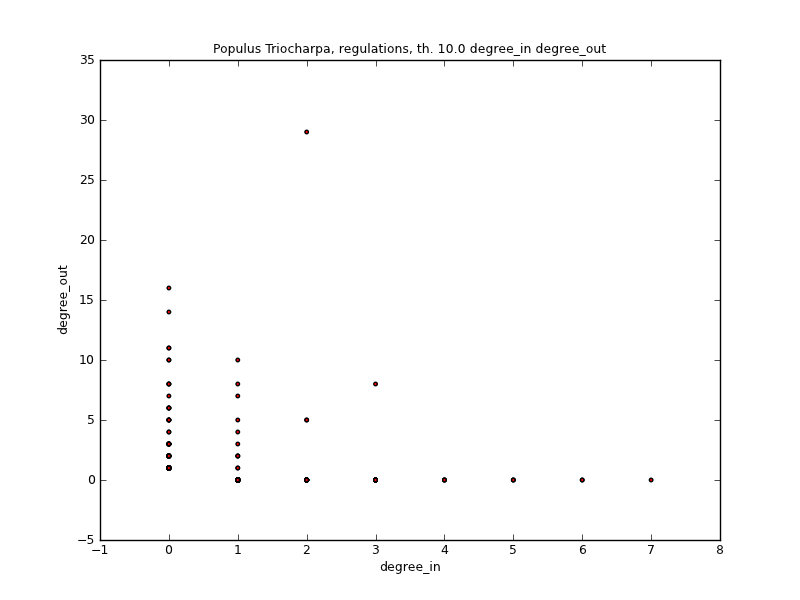 Populus Triocharpa, regulations, th. 10.0 degree_in degree_out
35
30
25
20
15
10
5
0
−5
degree_out
−1 0 1 2 3 4 5 6 7 8
degree_in